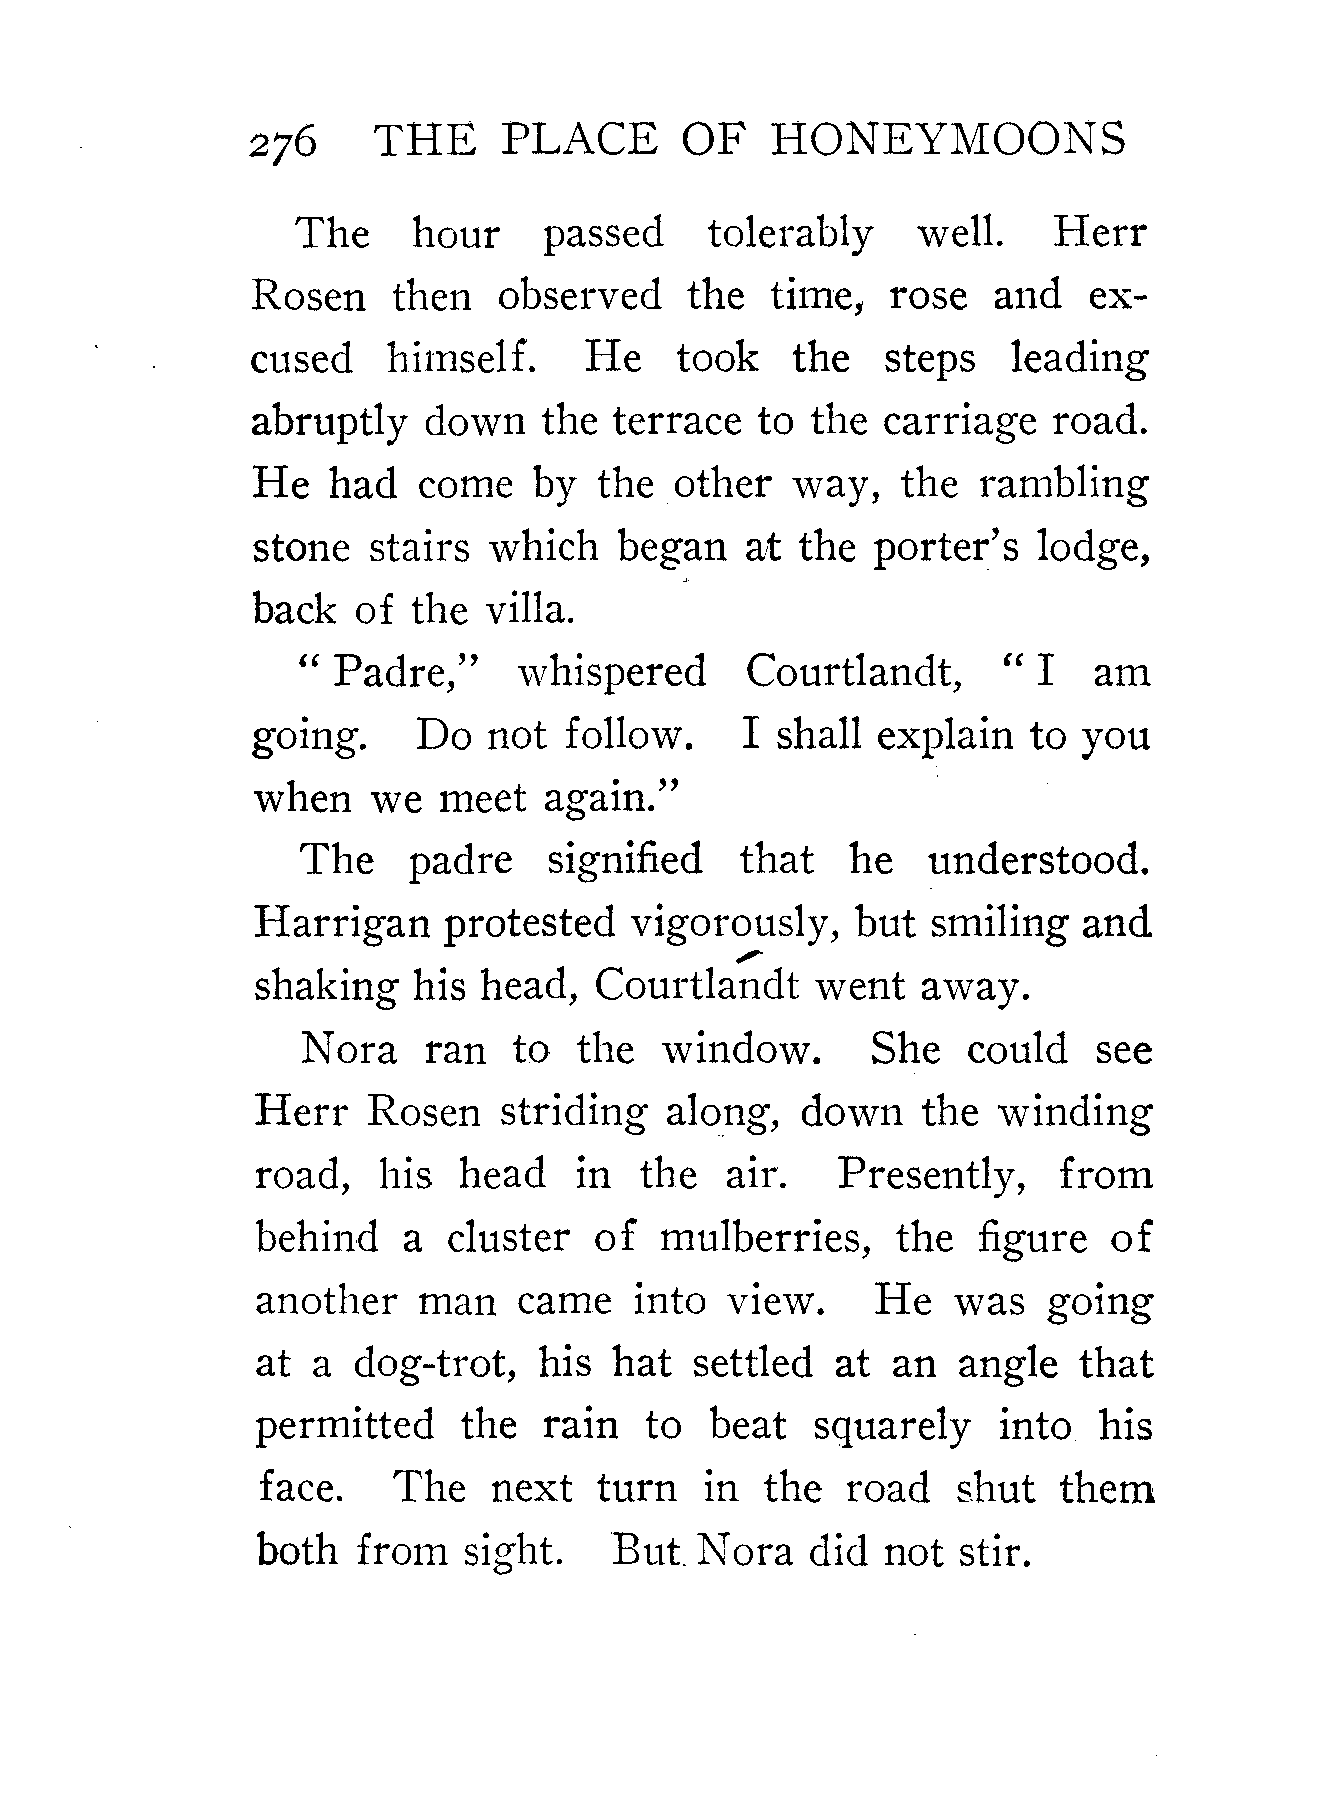 276 THE PLACE OF HONEYMOONS
The hour passed tolerably well. Herr
Rosen then observed the time, rose and ex-
cused himself. He took the steps leading
abruptly down the terrace to the carriage road.
He had come by the other way, the rambling
stone stairs which began at the porter's lodge,
back of the villa.
" Padre," whispered Courtlandt, " I am
going. Do not follow. I shall explain to you
when we meet again."
The padre signified that he understood.
Harrigan protested vigorously, but smiling and
shaking his head, Courtlandt went away.
Nora ran to the window. She could see
Herr Rosen striding along, down the winding
road, his head in the air. Presently, from
behind a cluster of mulberries, the figure of
another man came into view. He was going
at a dog-trot, his hat settled at an angle that
permitted the rain to beat squarely into his
face. The next turn in the road shut them
both from sight. But Nora did not stir.